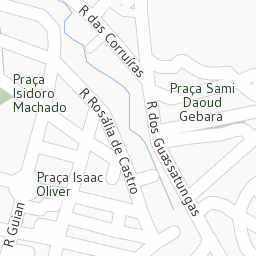 R das Corruíras
Praça
Isidoro
Machado
Praça Sami
Daoud
Gebara
R Rosália de Castro
R dos Guassatungas
Praça Isaac
Oliver
R Guian